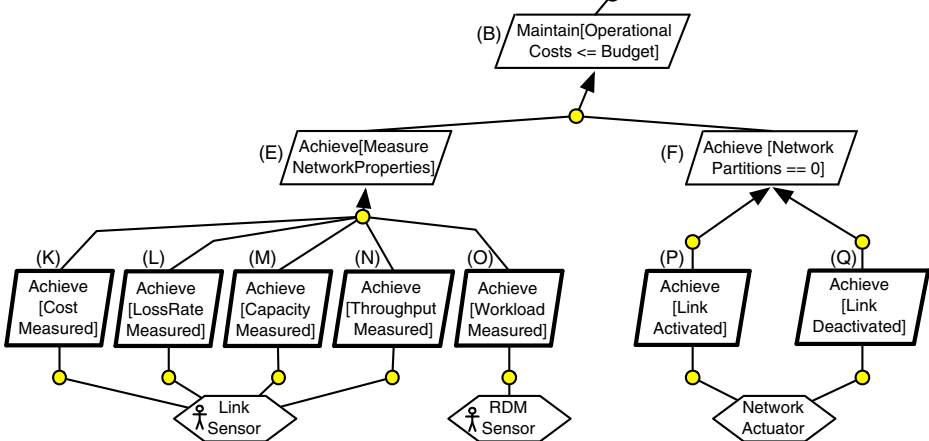 (B)
Maintain[Operational
Costs <= Budget]
(E)
Achieve[Measure
NetworkProperties]
(F)
Achieve [Network
Partitions == 0]
(K)
Achieve
[Cost
Measured]
(L)
Achieve
[LossRate
Measured]
(M)
Achieve
[Capacity
Measured]
(N)
Achieve
[Throughput
Measured]
(O)
Achieve
[Workload
Measured]
(P)
Achieve
[Link
Activated]
(Q)
Achieve
[Link
Deactivated]
Link
Sensor
RDM
Sensor
Network
Actuator